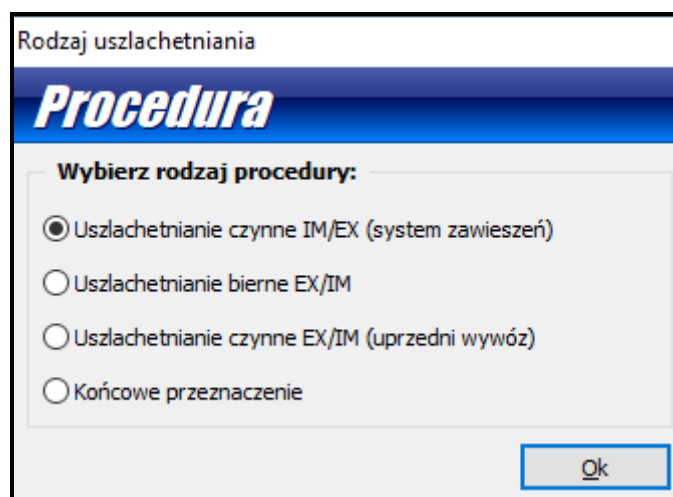 Rodzaj uszlachetniania
Procedura
Wybierz rodzaj procedury:
Uszlachetnianie czynne IM/EX (system zawieszeń)
Uszlachetnianie bierne EX/IM
Uszlachetnianie czynne EX/IM (uprzedni wywóz)
Końcowe przeznaczenie
Ok